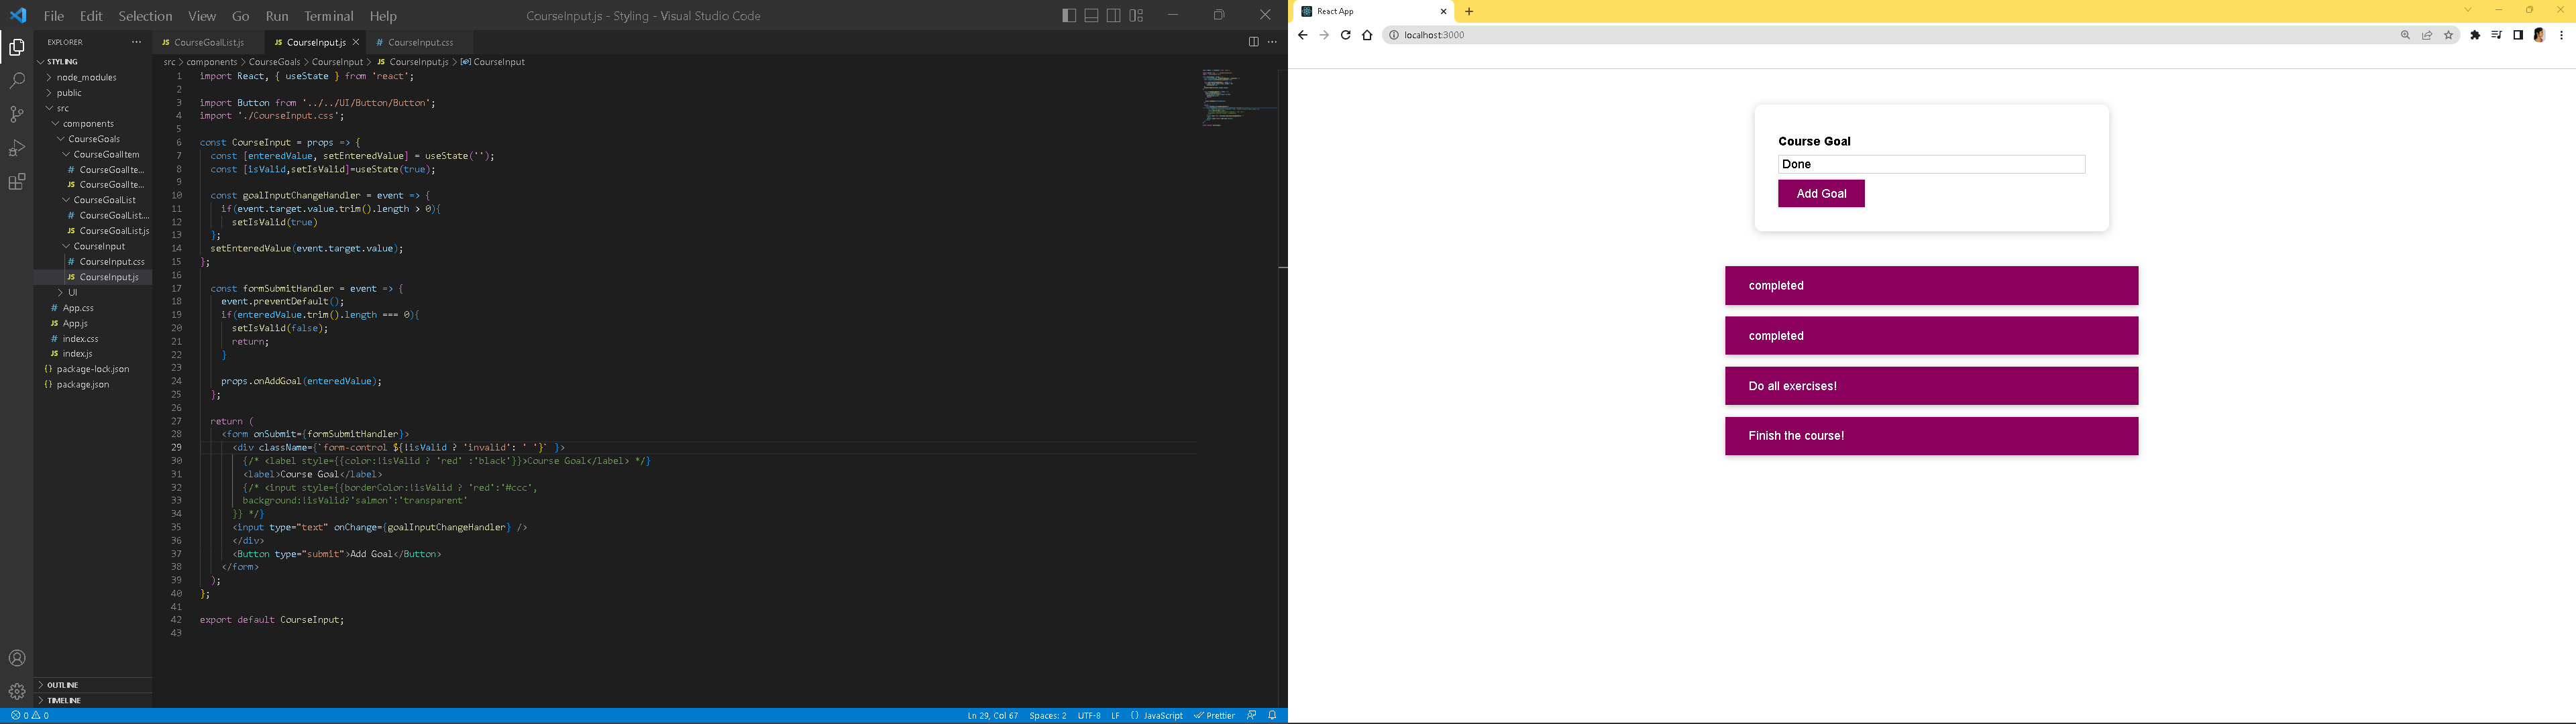 File Edit Selection View Go Run Terminal Help
CourseInput.js - Styling - Visual Studio Code
EXPLORER
STYLING
node_modules
public
src
components
CourseGoals
CourseGoalItem
CourseGoalIte...
CourseGoalIte...
CourseGoalList
CourseGoalList....
CourseGoalList.js
CourseInput
CourseInput.css
CourseInput.js
UI
App.css
App.js
index.css
index.js
package-lock.json
package.json
OUTLINE
TIMELINE
CourseGoalList.js CourseInput.js CourseInput.css
src > components > CourseGoals > CourseInput > JS CourseInput.js > CourseInput
1 import React, { useState } from 'react';
2
3 import Button from '../../UI/Button/Button';
4 import './CourseInput.css';
5
6 const CourseInput = props => {
7 const [enteredValue, setEnteredValue] = useState('');
8 const [isValid,setIsValid]=useState(true);
9
10 const goalInputChangeHandler = event => {
11 if(event.target.value.trim().length > 0){
12 setIsValid(true)
13 };
14 setEnteredValue(event.target.value);
15 };
16
17 const formSubmitHandler = event => {
18 event.preventDefault();
19 if(enteredValue.trim().length === 0){
20 setIsValid(false);
21 return;
22 }
23
24 props.onAddGoal(enteredValue);
25 };
26
27 return (
28 <form onSubmit={formSubmitHandler}>
29 <div className={`form-control ${!isValid ? 'invalid': ' '}` }>
30 {/* <label style={{color:!isValid ? 'red' :'black'}}>Course Goal</label> */}
31 <label>Course Goal</label>
32 {/* <input style={{borderColor:!isValid ? 'red':'#ccc',
33 background:!isValid?'salmon':'transparent'
34 }} */}
35 <input type="text" onChange={goalInputChangeHandler} />
36 </div>
37 <Button type="submit">Add Goal</Button>
38 </form>
39 );
40 };
41
42 export default CourseInput;
43
0 0
Ln 29, Col 67 Spaces: 2 UTF-8 LF {} JavaScript Prettier
React App
localhost:3000
Course Goal
Done
Add Goal
completed
completed
Do all exercises!
Finish the course!